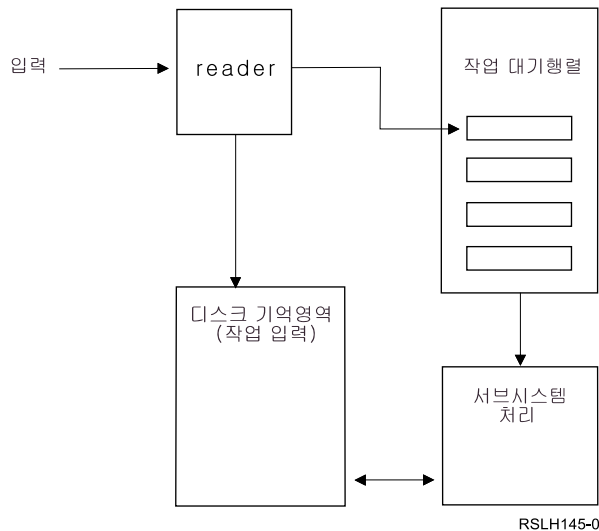 입력
reader
작업 대기행렬
디스크 기억영역
(작업 입력)
서브시스템
처리
RSLH145-0